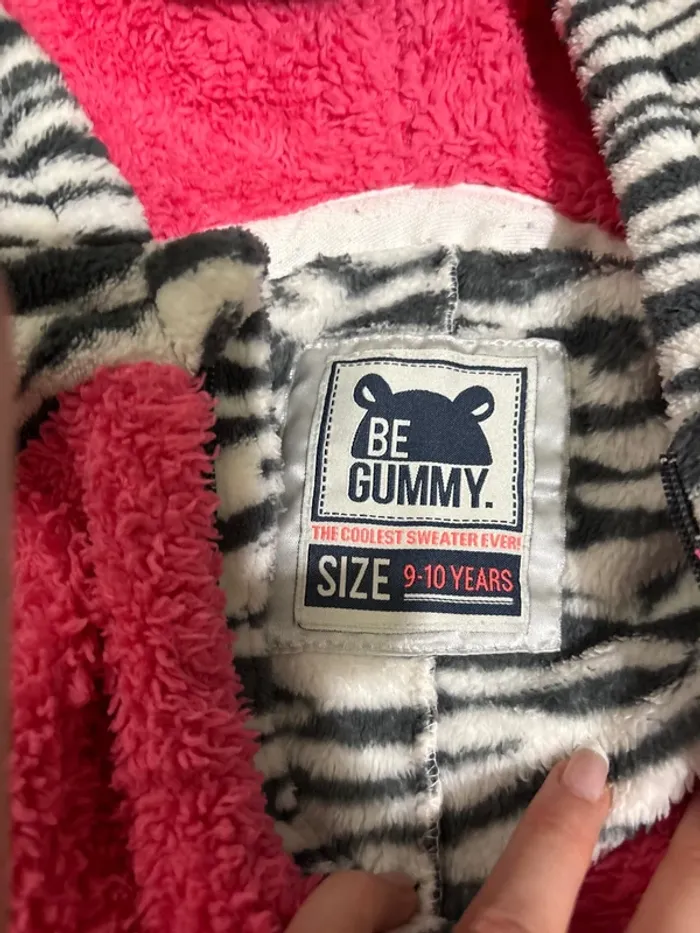 BE
GUMMY.
THE COOLEST SWEATER EVER!
SIZE 9-10 YEARS